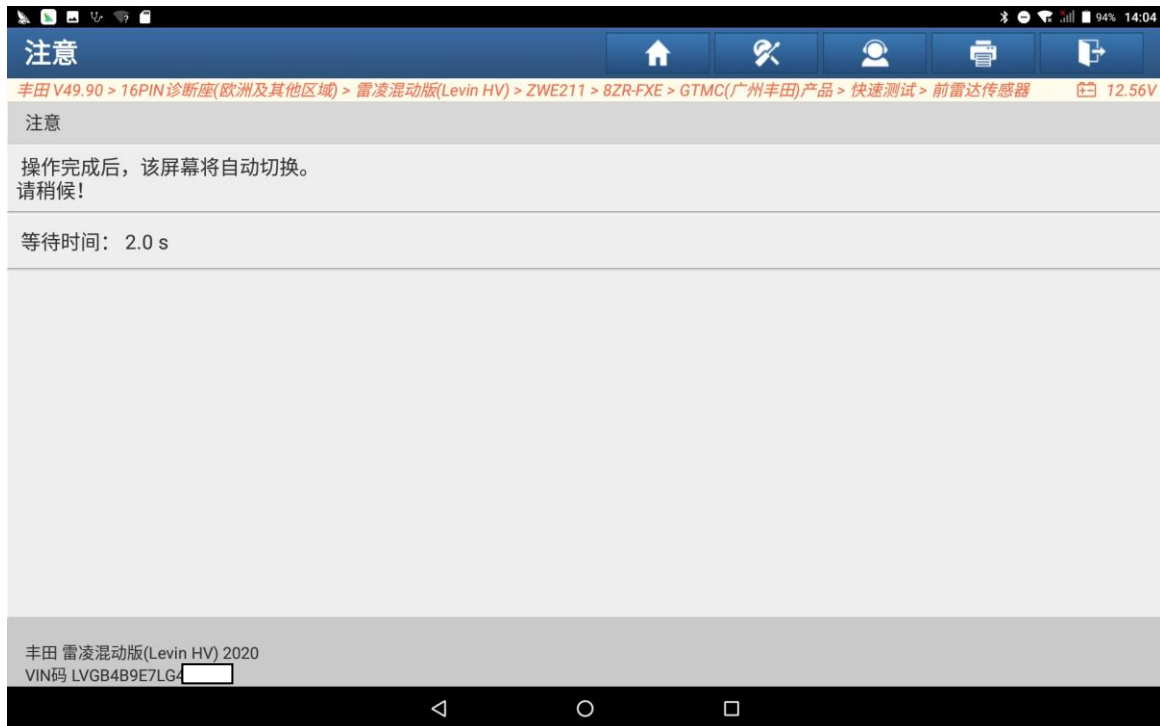 94% 14:04
注意
丰田 V49.90 > 16PIN诊断座(欧洲及其他区域) > 雷凌混动版(Levin HV) > ZWE211 > 8ZR-FXE > GTMC(广州丰田)产品 > 快速测试 > 前雷达传感器 12.56V
注意
操作完成后，该屏幕将自动切换。
请稍候！
等待时间： 2.0 s
丰田 雷凌混动版(Levin HV) 2020
VIN码 LVGB4B9E7LG4